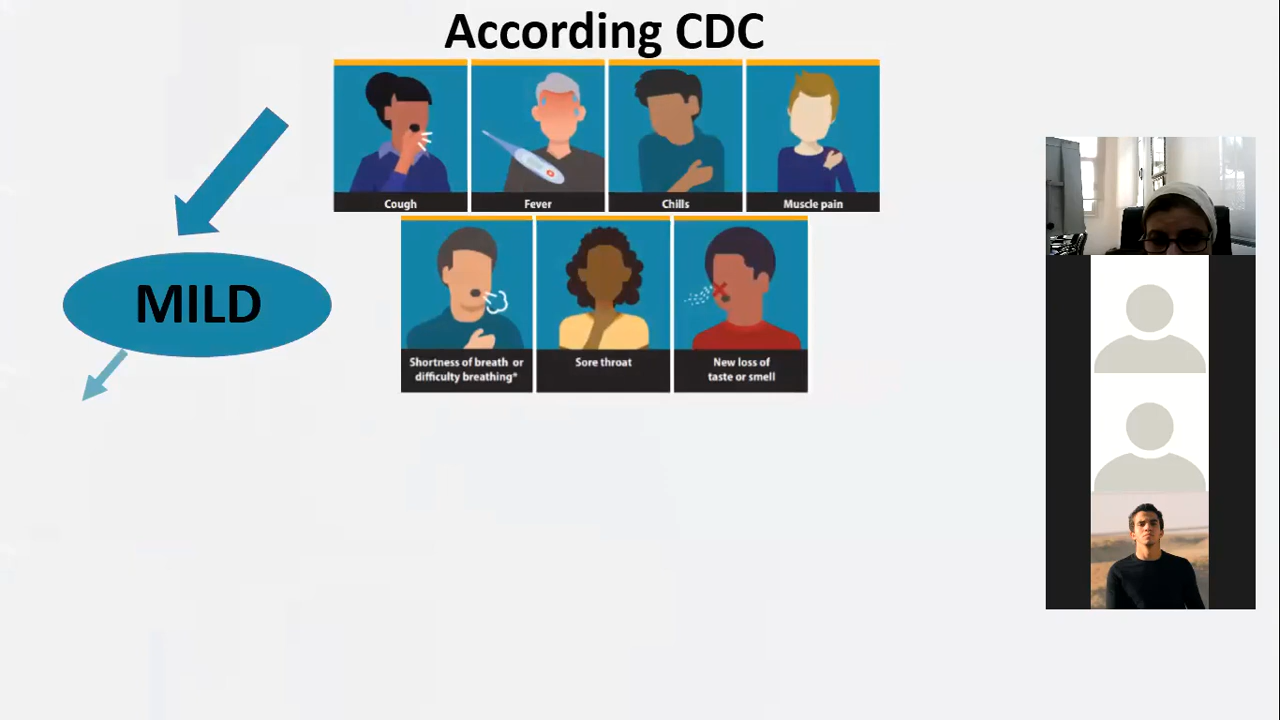 According CDC
Cough
Fever
Chills
Muscle pain
MILD
Shortness of breath or
difficulty breathing*
Sore throat
New loss of
taste or smell